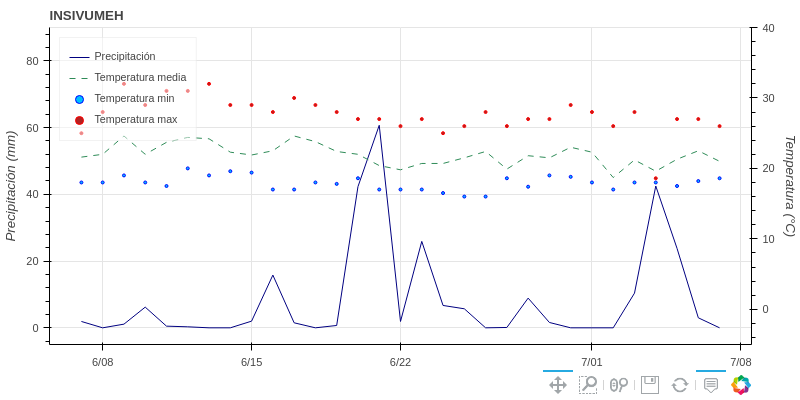 INSIVUMEH
Precipitación
Temperatura media
Temperatura min
Temperatura max
Precipitación (mm)
80
60
40
20
0
Temperatura (°C)
40
30
20
10
0
6/08
6/15
6/22
7/01
7/08